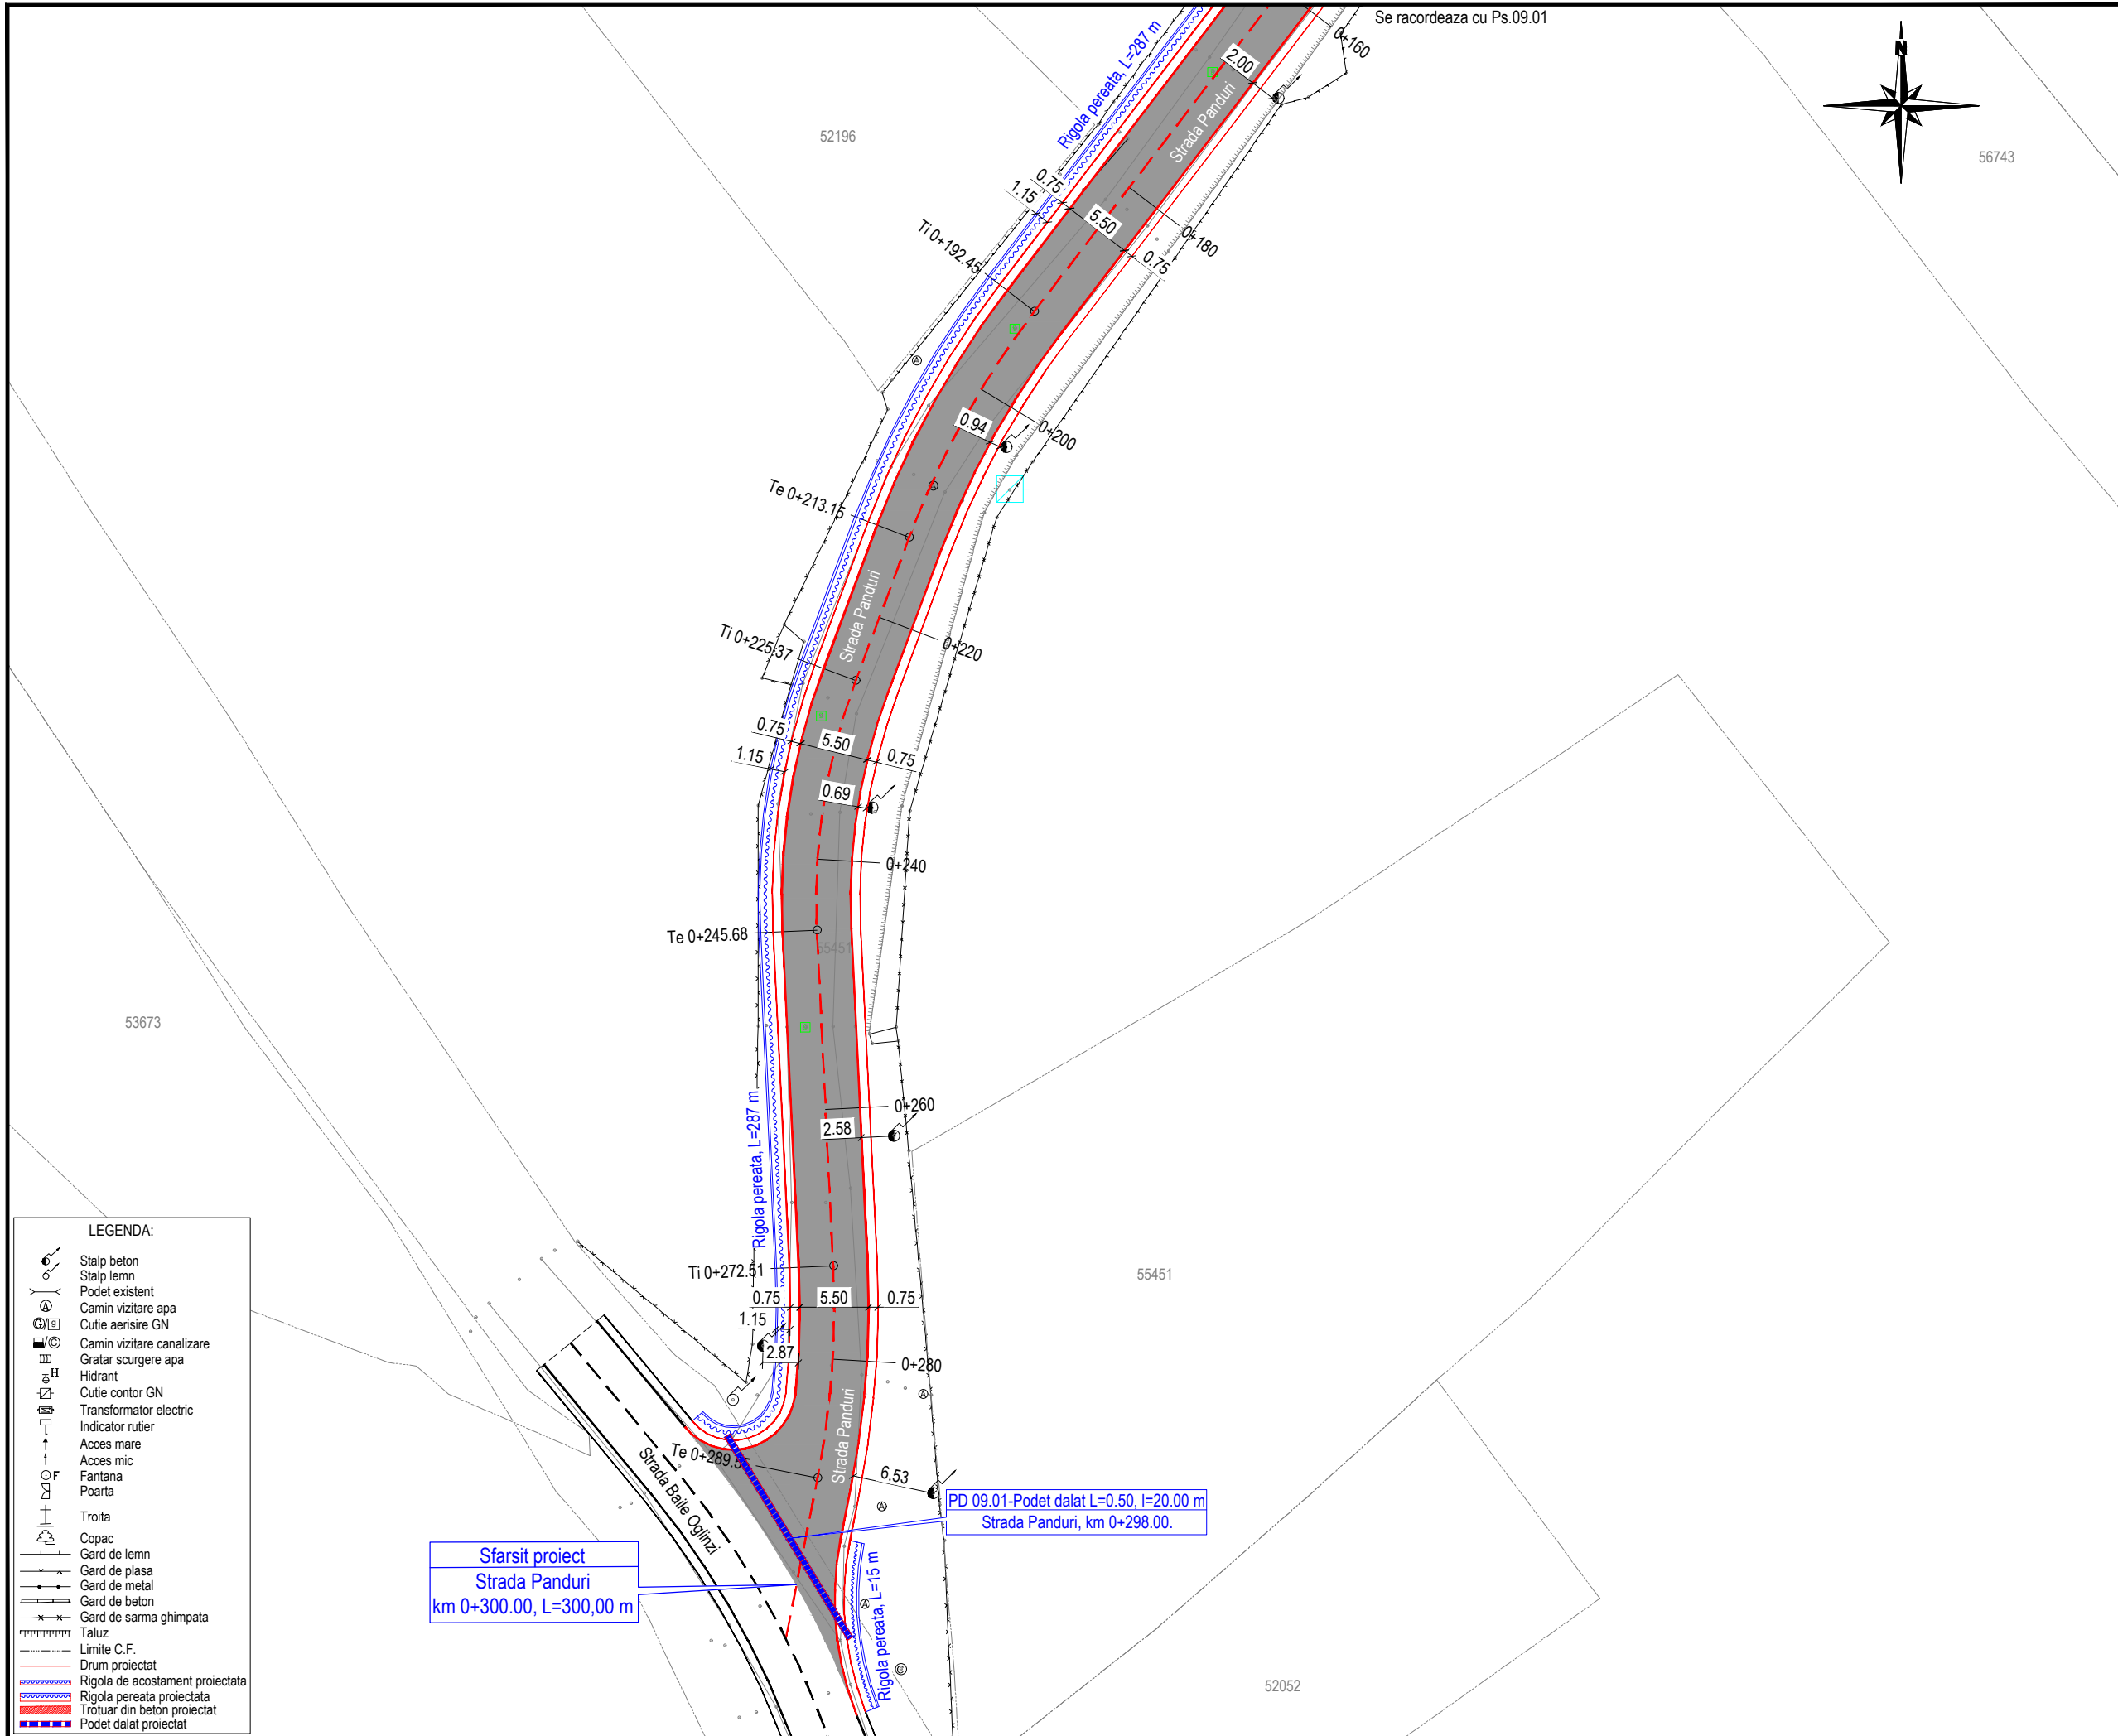 Se racordeaza cu Ps.09.01
N
0+160
2.00
Rigola pereata, L=287 m
Strada Panduri
52196
56743
0.75
1.15
5.50
0+180
0.75
Ti 0+192.45
0.94
0+200
Te 0+213.15
Strada Panduri
0+220
Ti 0+225.37
0.75
5.50
0.75
1.15
0.69
0+240
Te 0+245.68
55451
53673
0+260
2.58
Rigola pereata, L=287 m
Ti 0+272.51
55451
0.75
5.50
0.75
1.15
2.87
0+280
Strada Panduri
Te 0+289.5
6.53
Strada Baile Oglinzi
PD 09.01-Podet dalat L=0.50, l=20.00 m
Strada Panduri, km 0+298.00.
Sfarsit proiect
Strada Panduri
km 0+300.00, L=300,00 m
Rigola pereata, L=15 m
52052
LEGENDA:
Stalp beton
Stalp lemn
Podet existent
A Camin vizitare apa
Cutie aerisire GN
Camin vizitare canalizare
Gratar scurgere apa
H Hidrant
Cutie contor GN
Transformator electric
Indicator rutier
Acces mare
Acces mic
F Fantana
Poarta
Troita
Copac
Gard de lemn
Gard de plasa
Gard de metal
Gard de beton
Gard de sarma ghimpata
Taluz
Limite C.F.
Drum proiectat
Rigola de acostament proiectata
Rigola pereata proiectata
Trotuar din beton proiectat
Podet dalat proiectat